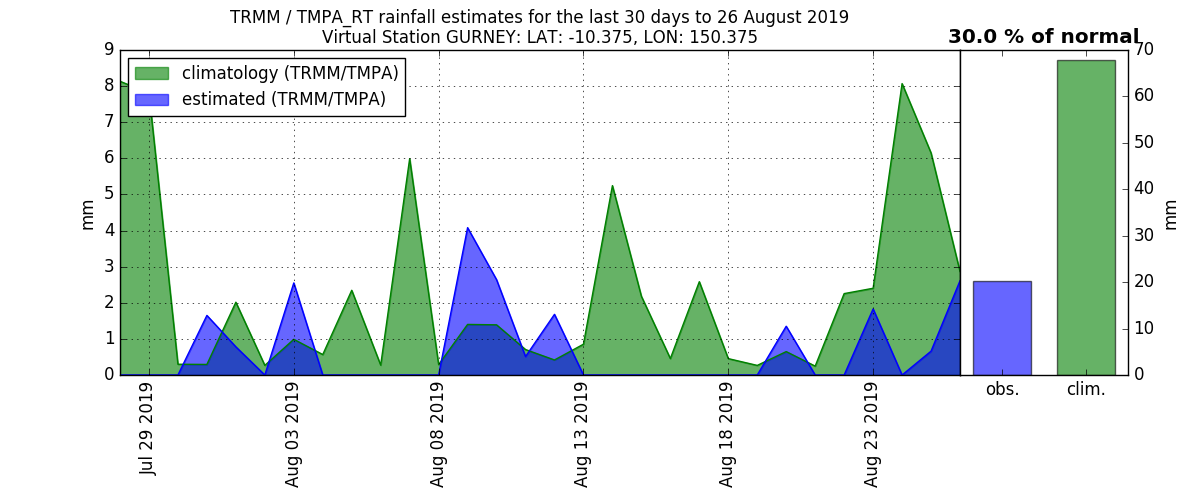 TRMM / TMPA_RT rainfall estimates for the last 30 days to 26 August 2019
Virtual Station GURNEY: LAT: -10.375, LON: 150.375
30.0 % of normal
climatology (TRMM/TMPA)
estimated (TRMM/TMPA)
9
8
7
6
5
4
3
2
1
0
mm
Jul 29 2019
Aug 03 2019
Aug 08 2019
Aug 13 2019
Aug 18 2019
Aug 23 2019
obs.
clim.
70
60
50
40
30
20
10
0
mm